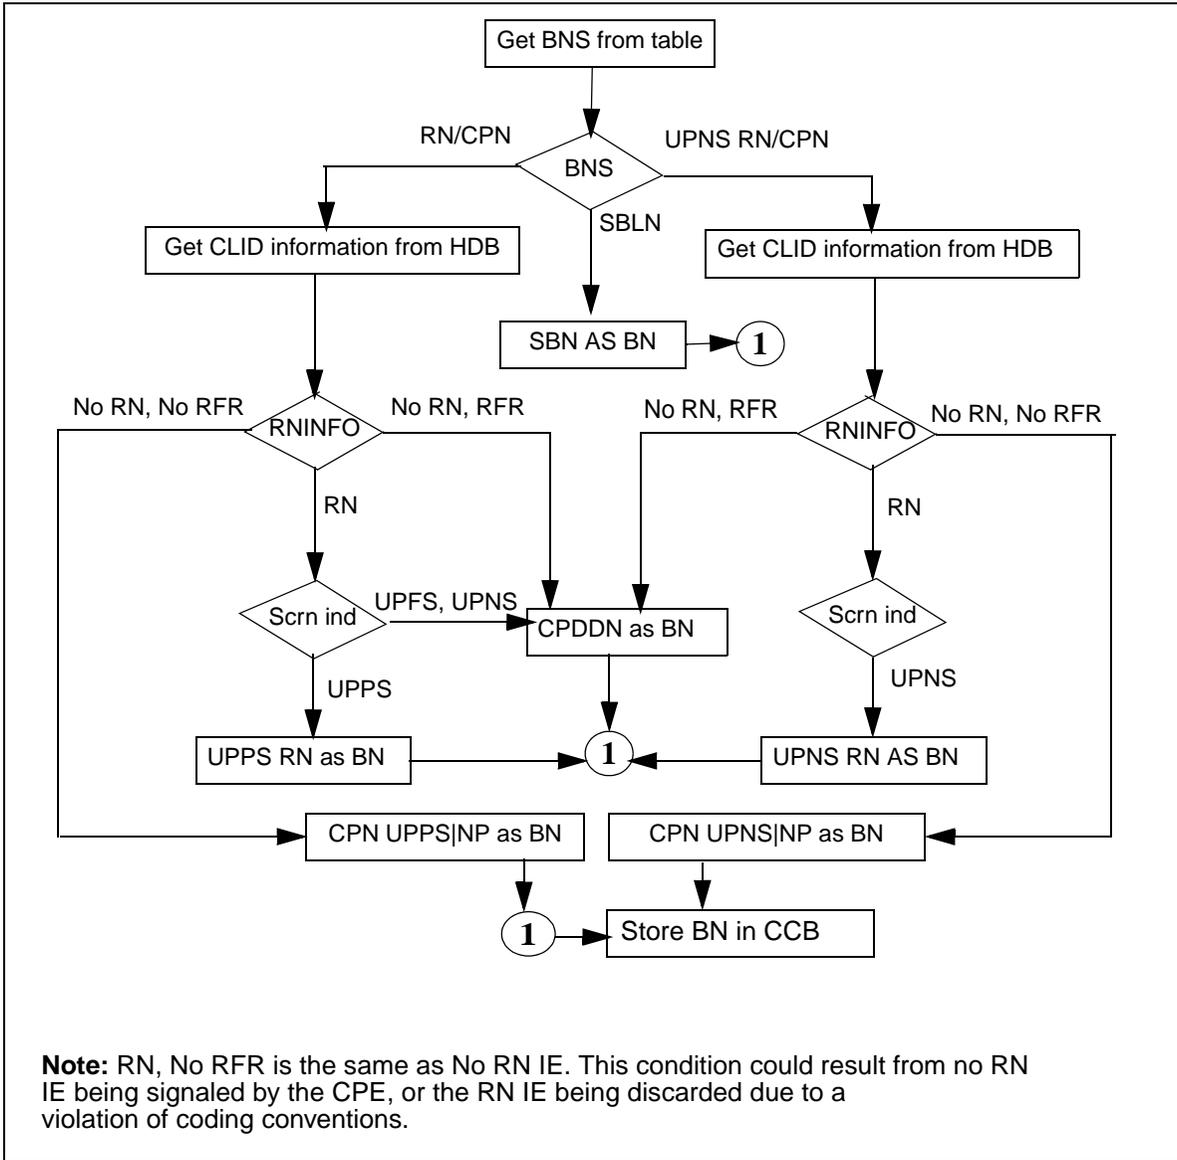 Get BNS from table
RN/CPN
UPNS RN/CPN
BNS
SBLN
Get CLID information from HDB
Get CLID information from HDB
SBN AS BN
1
No RN, No RFR
RNINFO
No RN, RFR
No RN, RFR
RNINFO
No RN, No RFR
RN
RN
Scrn ind
UPFS, UPNS
CPDDN as BN
Scrn ind
UPPS
UPNS
UPPS RN as BN
1
UPNS RN AS BN
CPN UPPS|NP as BN
CPN UPNS|NP as BN
1
Store BN in CCB
Note: RN, No RFR is the same as No RN IE. This condition could result from no RN
IE being signaled by the CPE, or the RN IE being discarded due to a
violation of coding conventions.